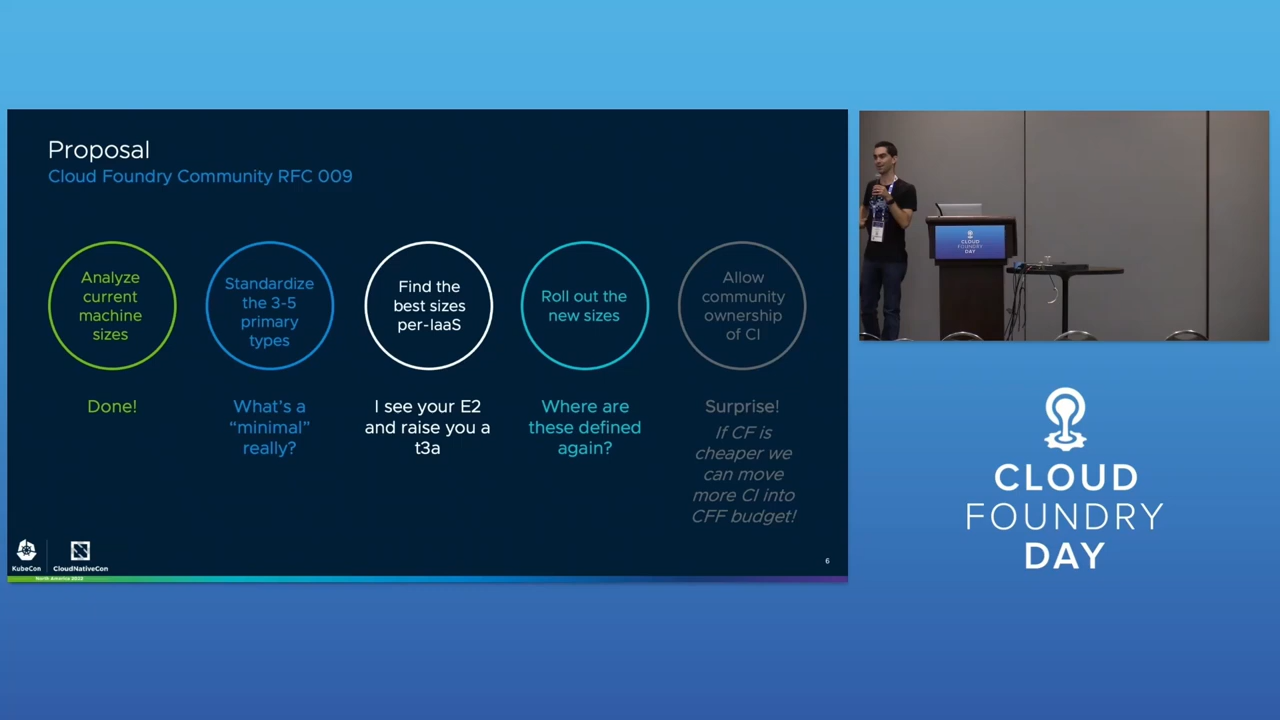 Proposal
Cloud Foundry Community RFC 009
Analyze
current
machine
sizes
Standardize
the 3-5
primary
types
Find the
best sizes
per-IaaS
Roll out the
new sizes
Allow
community
ownership
of CI
Done!
What's a
“minimal”
really?
I see your E2
and raise you a
t3a
Where are
these defined
again?
Surprise!
If CF is
cheaper we
can move
more CI into
CFF budget!
KubeCon
CloudNativeCon
North America 2022
6
CLOUD
FOUNDRY
DAY
CLOUD
FOUNDRY
DAY